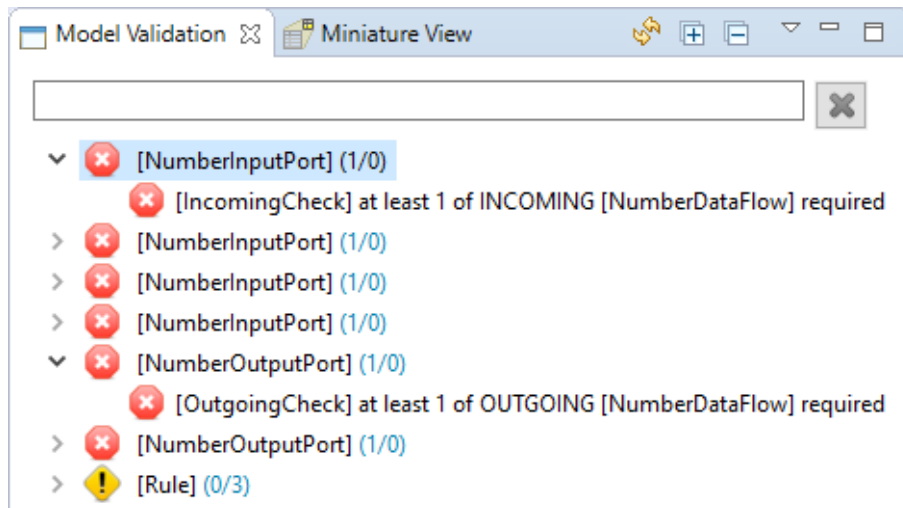 Model Validation Miniature View
[NumberInputPort] (1/0)
[IncomingCheck] at least 1 of INCOMING [NumberDataFlow] required
[NumberInputPort] (1/0)
[NumberInputPort] (1/0)
[NumberInputPort] (1/0)
[NumberOutputPort] (1/0)
[OutgoingCheck] at least 1 of OUTGOING [NumberDataFlow] required
[NumberOutputPort] (1/0)
[Rule] (0/3)